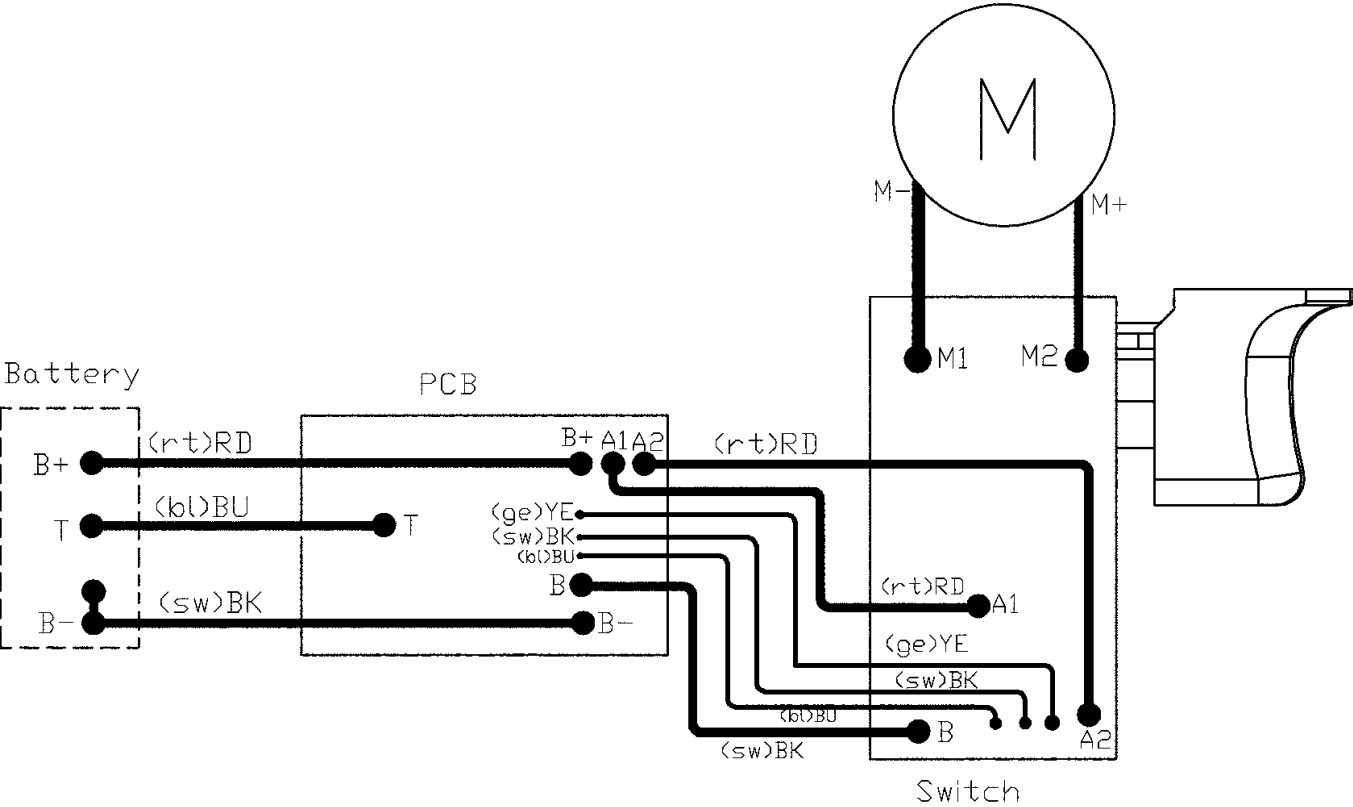 M
M-
M+
M1
M2
Battery
PCB
B+
(rt)RD
B+
A1
A2
(rt)RD
T
(bl)BU
T
(ge)YE
(sw)BK
(bl)BU
B
B-
(sw)BK
B-
(rt)RD
A1
(ge)YE
(sw)BK
(bl)BU
B
A2
(sw)BK
Switch